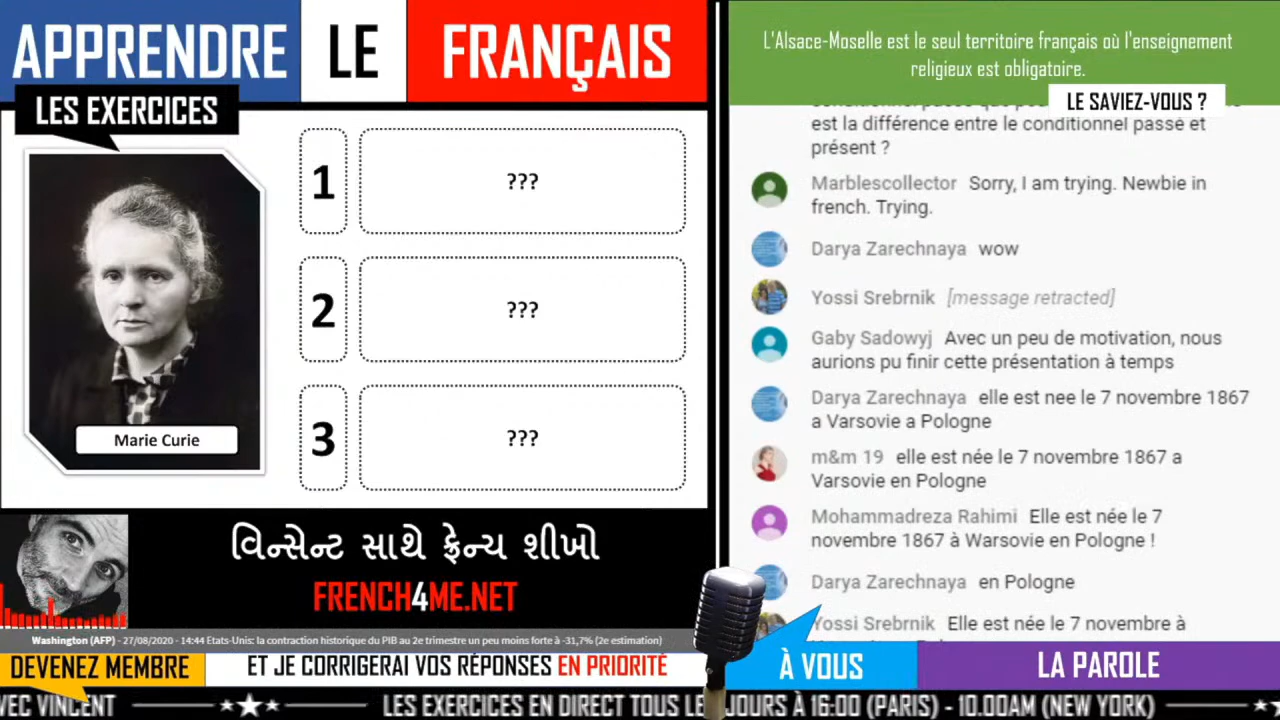 APPRENDRE LE FRANÇAIS
LES EXERCICES
Marie Curie
1 ???
2 ???
3 ???
વિન્સેન્ટ સાથે ફ્રેન્ચ શીખો
FRENCH4ME.NET
Washington (AFP) - 27/08/2020 - 14:44 Etats-Unis: la contraction historique du PIB au 2e trimestre un peu moins forte à -31,7% (2e estimation)
DEVENEZ MEMBRE
ET JE CORRIGERAI VOS RÉPONSES EN PRIORITÉ
L'Alsace-Moselle est le seul territoire français où l'enseignement
religieux est obligatoire.
LE SAVIEZ-VOUS ?
est la différence entre le conditionnel passé et
présent ?
Marblescollector Sorry, I am trying. Newbie in
french. Trying.
Darya Zarechnaya wow
Yossi Srebrnik [message retracted]
Gaby Sadowyj Avec un peu de motivation, nous
aurions pu finir cette présentation à temps
Darya Zarechnaya elle est nee le 7 novembre 1867
a Varsovie a Pologne
m&m 19 elle est née le 7 novembre 1867 a
Varsovie en Pologne
Mohammadreza Rahimi Elle est née le 7
novembre 1867 à Warsovie en Pologne !
Darya Zarechnaya en Pologne
Yossi Srebrnik Elle est née le 7 novembre à
À VOUS
LA PAROLE
VEC VINCENT
LES EXERCICES EN DIRECT TOUS LES JOURS À 16:00 (PARIS) - 10.00AM (NEW YORK)